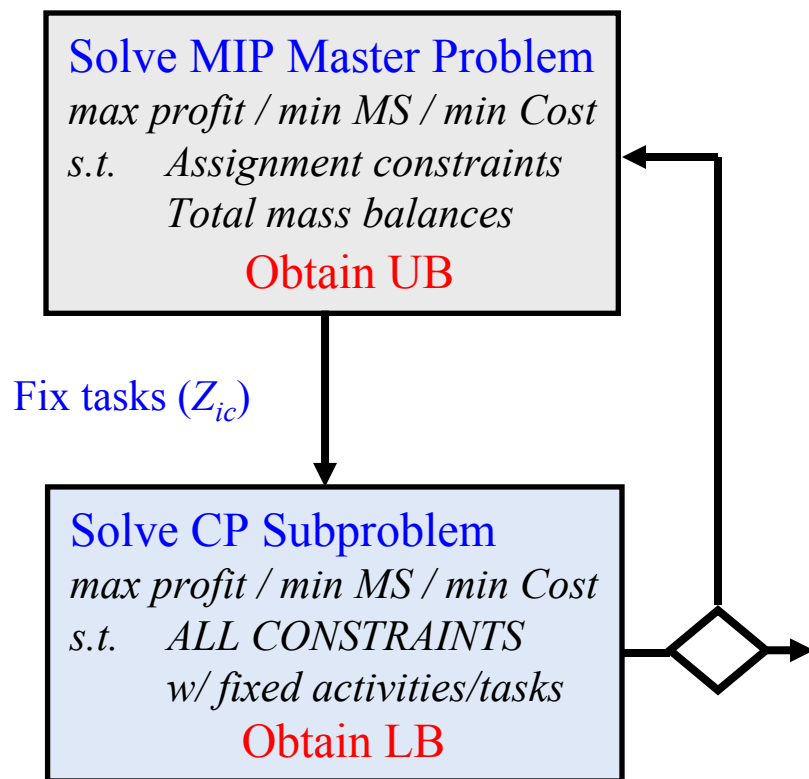 Solve MIP Master Problem
max profit / min MS / min Cost
s.t. Assignment constraints
Total mass balances
Obtain UB
Fix tasks (Z_ic)
Solve CP Subproblem
max profit / min MS / min Cost
s.t. ALL CONSTRAINTS
w/ fixed activities/tasks
Obtain LB